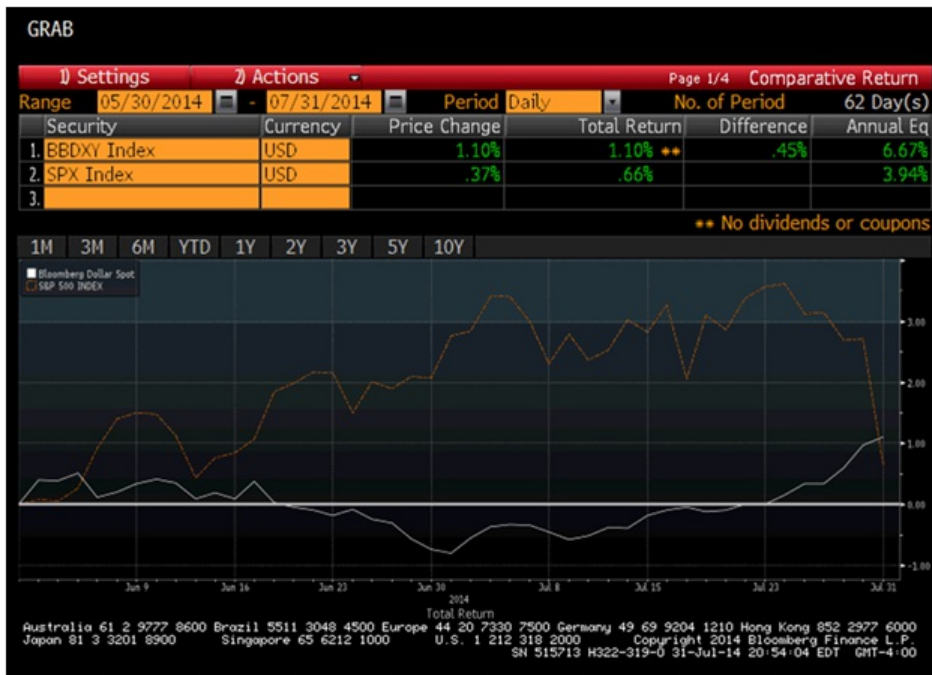 GRAB
1) Settings 2) Actions Page 1/4 Comparative Return
Range 05/30/2014 - 07/31/2014 Period Daily No. of Period 62 Day(s)
Security Currency Price Change Total Return Difference Annual Eq
1. BBDXY Index USD 1.10% 1.10% ** .45% 6.67%
2. SPX Index USD .37% .66% 3.94%
3.
** No dividends or coupons
1M 3M 6M YTD 1Y 2Y 3Y 5Y 10Y
Bloomberg Dollar Spot
S&P 500 INDEX
3.00
2.00
1.00
0.00
-1.00
Jun 9 Jun 16 Jun 23 Jun 30 Jul 8 Jul 15 Jul 23 Jul 31
2014
Total Return
Australia 61 2 9777 8600 Brazil 5511 3048 4500 Europe 44 20 7330 7500 Germany 49 69 9204 1210 Hong Kong 852 2977 6000
Japan 81 3 3201 8900 Singapore 65 6212 1000 U.S. 1 212 318 2000 Copyright 2014 Bloomberg Finance L.P.
SN 515713 H322-319-0 31-Jul-14 20:54:04 EDT GMT-4:00